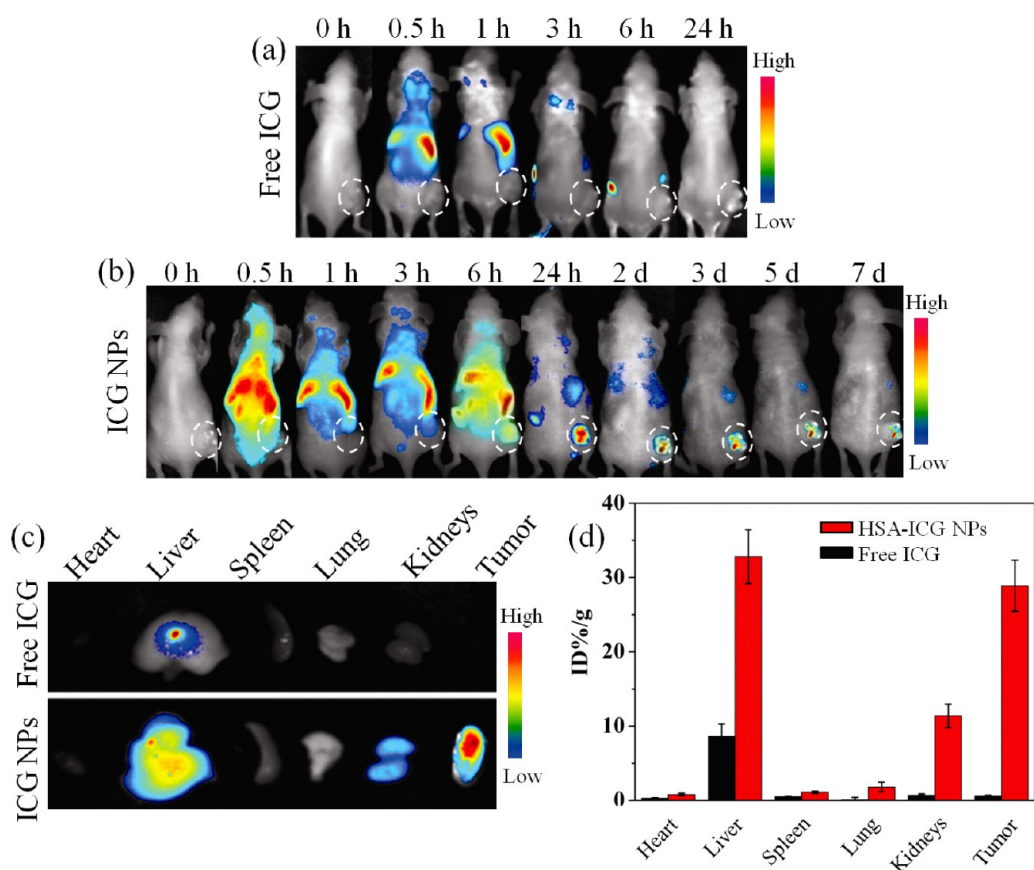 (a)
0 h 0.5 h 1 h 3 h 6 h 24 h
Free ICG
High
Low
(b)
0 h 0.5 h 1 h 3 h 6 h 24 h 2 d 3 d 5 d 7 d
ICG NPs
High
Low
(c)
Heart Liver Spleen Lung Kidneys Tumor
Free ICG
ICG NPs
High
Low
(d)
HSA-ICG NPs
Free ICG
ID%/g
40
30
20
10
0
Heart Liver Spleen Lung Kidneys Tumor